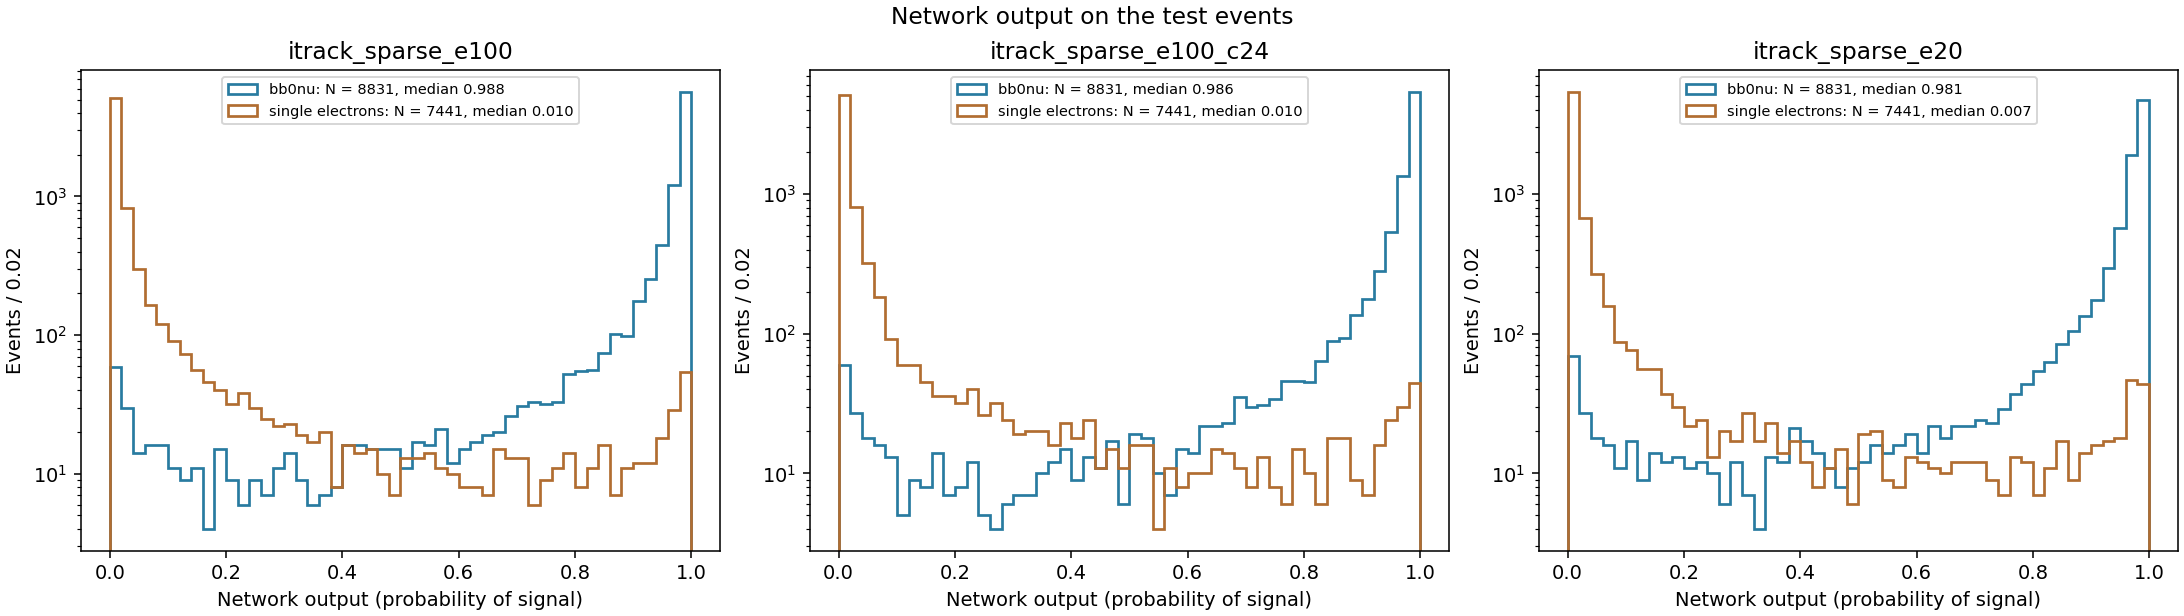 Network output on the test events
itrack_sparse_e100
bb0nu: N = 8831, median 0.988
single electrons: N = 7441, median 0.010
Events / 0.02
10³
10²
10¹
0.0 0.2 0.4 0.6 0.8 1.0
Network output (probability of signal)
itrack_sparse_e100_c24
bb0nu: N = 8831, median 0.986
single electrons: N = 7441, median 0.010
Events / 0.02
10³
10²
10¹
0.0 0.2 0.4 0.6 0.8 1.0
Network output (probability of signal)
itrack_sparse_e20
bb0nu: N = 8831, median 0.981
single electrons: N = 7441, median 0.007
Events / 0.02
10³
10²
10¹
0.0 0.2 0.4 0.6 0.8 1.0
Network output (probability of signal)